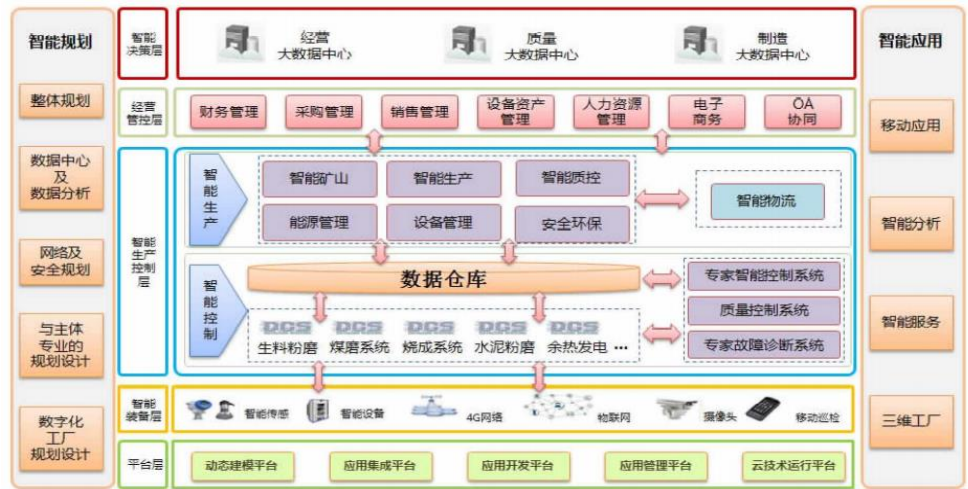 智能规划
整体规划
数据中心
及
数据分析
网络及
安全规划
与主体
专业的
规划设计
数字化
工厂
规划设计
智能
决策层
经营
大数据中心
质量
大数据中心
制造
大数据中心
经营
管控层
财务管理
采购管理
销售管理
设备资产
管理
人力资源
管理
电子
商务
OA
协同
智能
生产
控制
层
智
能
生
产
智能矿山
智能生产
智能质控
能源管理
设备管理
安全环保
智能物流
智
能
控
制
数据仓库
DCS
生料粉磨
DCS
煤磨系统
DCS
烧成系统
DCS
水泥粉磨
DCS
余热发电 ...
专家智能控制系统
质量控制系统
专家故障诊断系统
智能
装备层
智能传感
智能设备
4G网络
物联网
摄像头
移动巡检
平台层
动态建模平台
应用集成平台
应用开发平台
应用管理平台
云技术运行平台
智能应用
移动应用
智能分析
智能服务
三维工厂